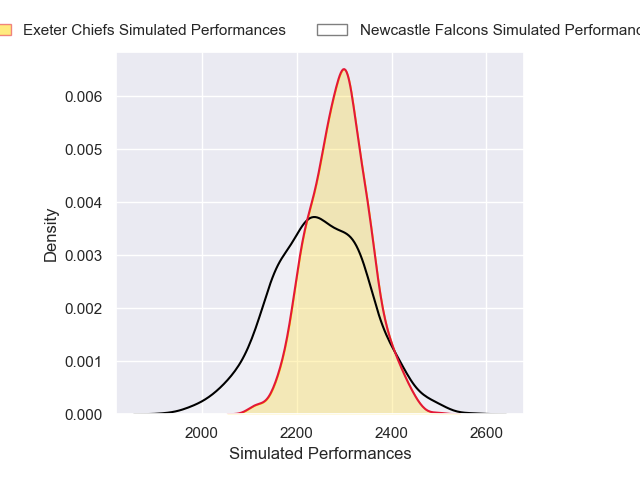 Exeter Chiefs Simulated Performances
Newcastle Falcons Simulated
0.006
0.005
0.004
0.003
0.002
0.001
0.000
Density
2000 2200 2400 2600
Simulated Performances